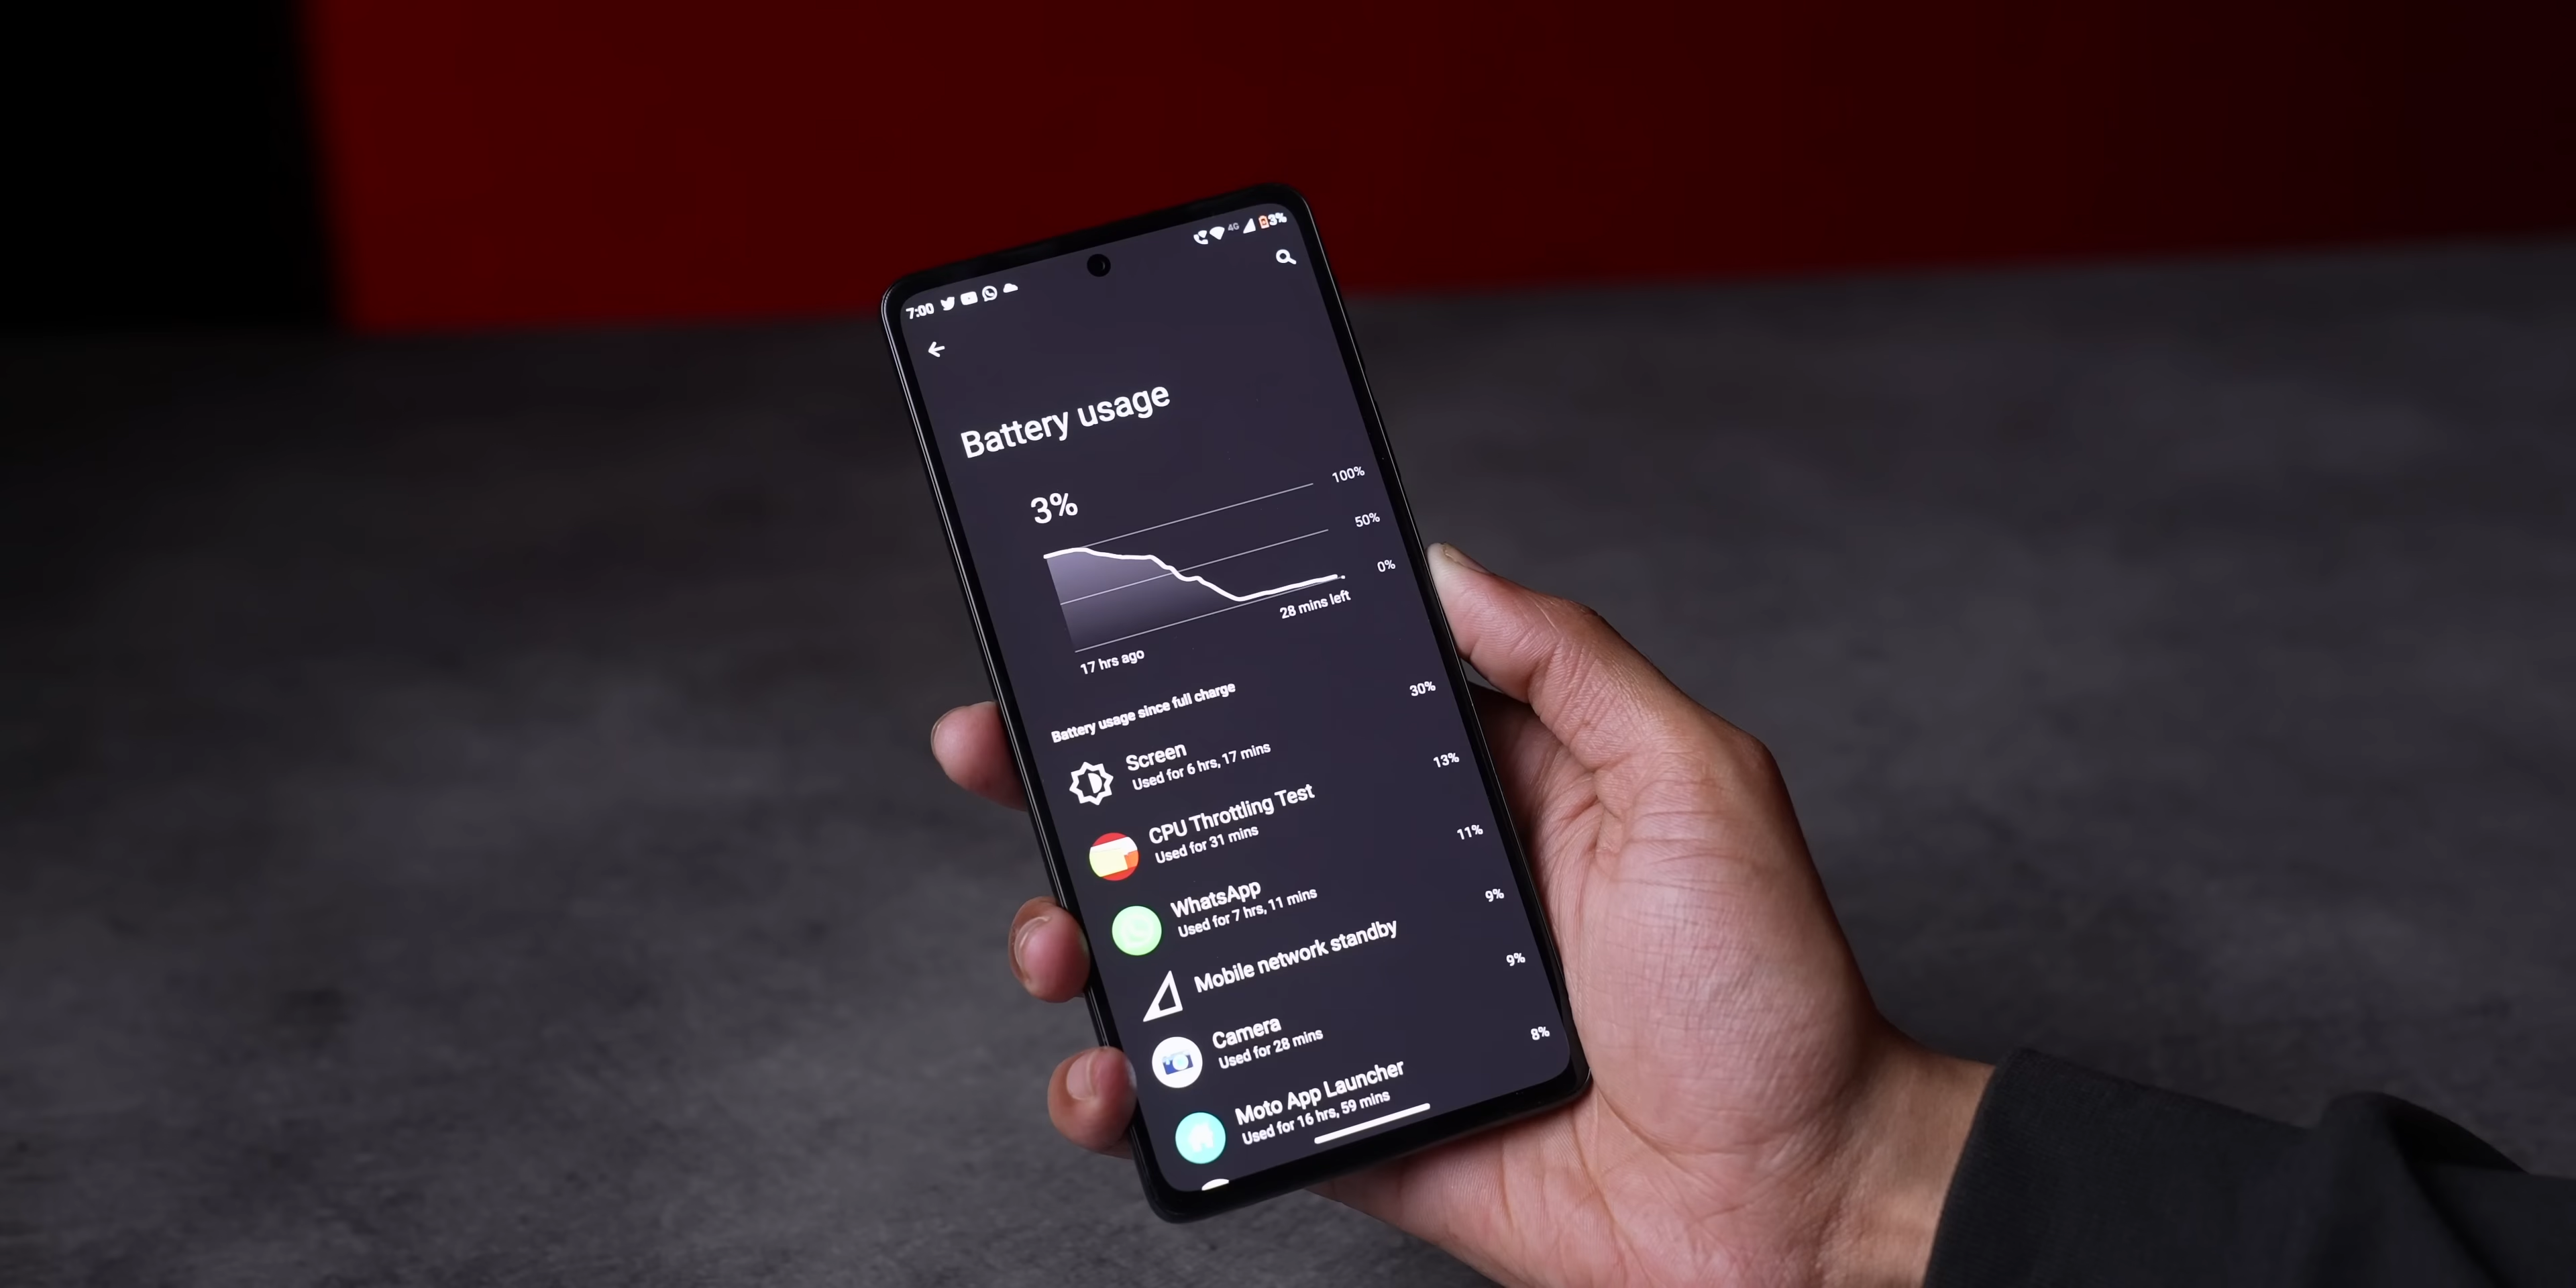 7:00
4G 3%
Battery usage
3%
100%
50%
0%
28 mins left
17 hrs ago
Battery usage since full charge
Screen 30%
Used for 6 hrs, 17 mins
CPU Throttling Test 13%
Used for 31 mins
WhatsApp 11%
Used for 7 hrs, 11 mins
Mobile network standby 9%
Camera 9%
Used for 28 mins
Moto App Launcher 8%
Used for 16 hrs, 59 mins